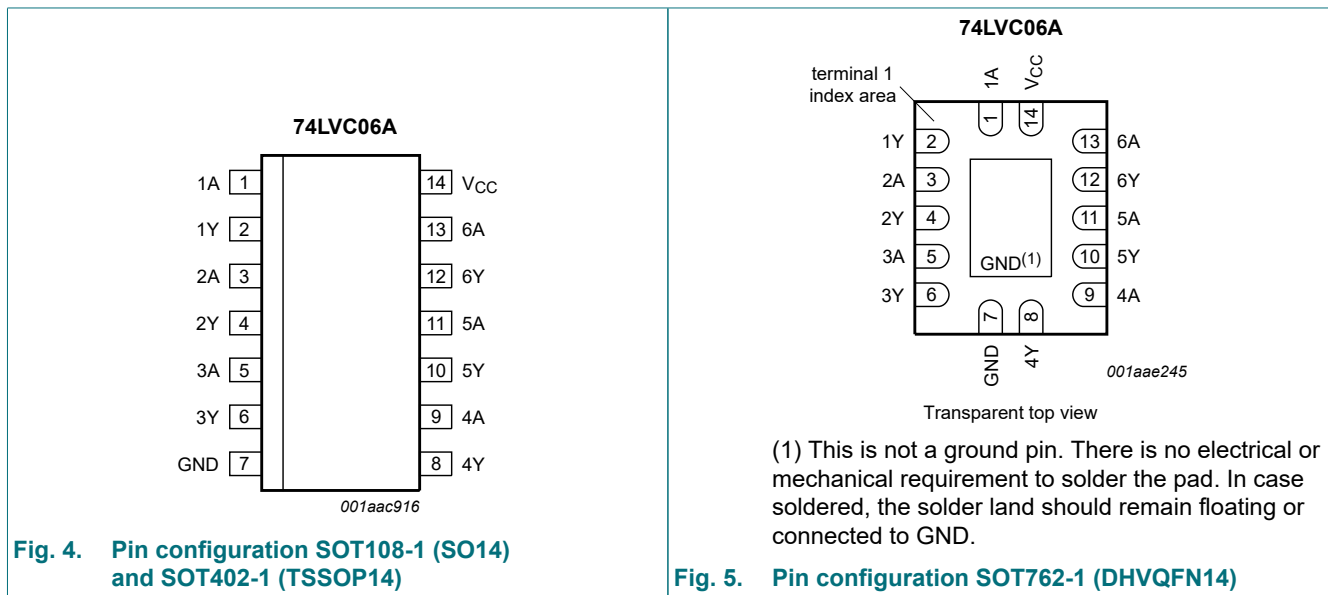 74LVC06A
1A 1 14 VCC
1Y 2 13 6A
2A 3 12 6Y
2Y 4 11 5A
3A 5 10 5Y
3Y 6 9 4A
GND 7 8 4Y
001aac916
Fig. 4. Pin configuration SOT108-1 (SO14)
and SOT402-1 (TSSOP14)
74LVC06A
terminal 1
index area
1A VCC
1 14
1Y 2 13 6A
2A 3 12 6Y
2Y 4 11 5A
3A 5 10 5Y
GND(1)
3Y 6 9 4A
7 8
GND 4Y
001aae245
Transparent top view
(1) This is not a ground pin. There is no electrical or
mechanical requirement to solder the pad. In case
soldered, the solder land should remain floating or
connected to GND.
Fig. 5. Pin configuration SOT762-1 (DHVQFN14)